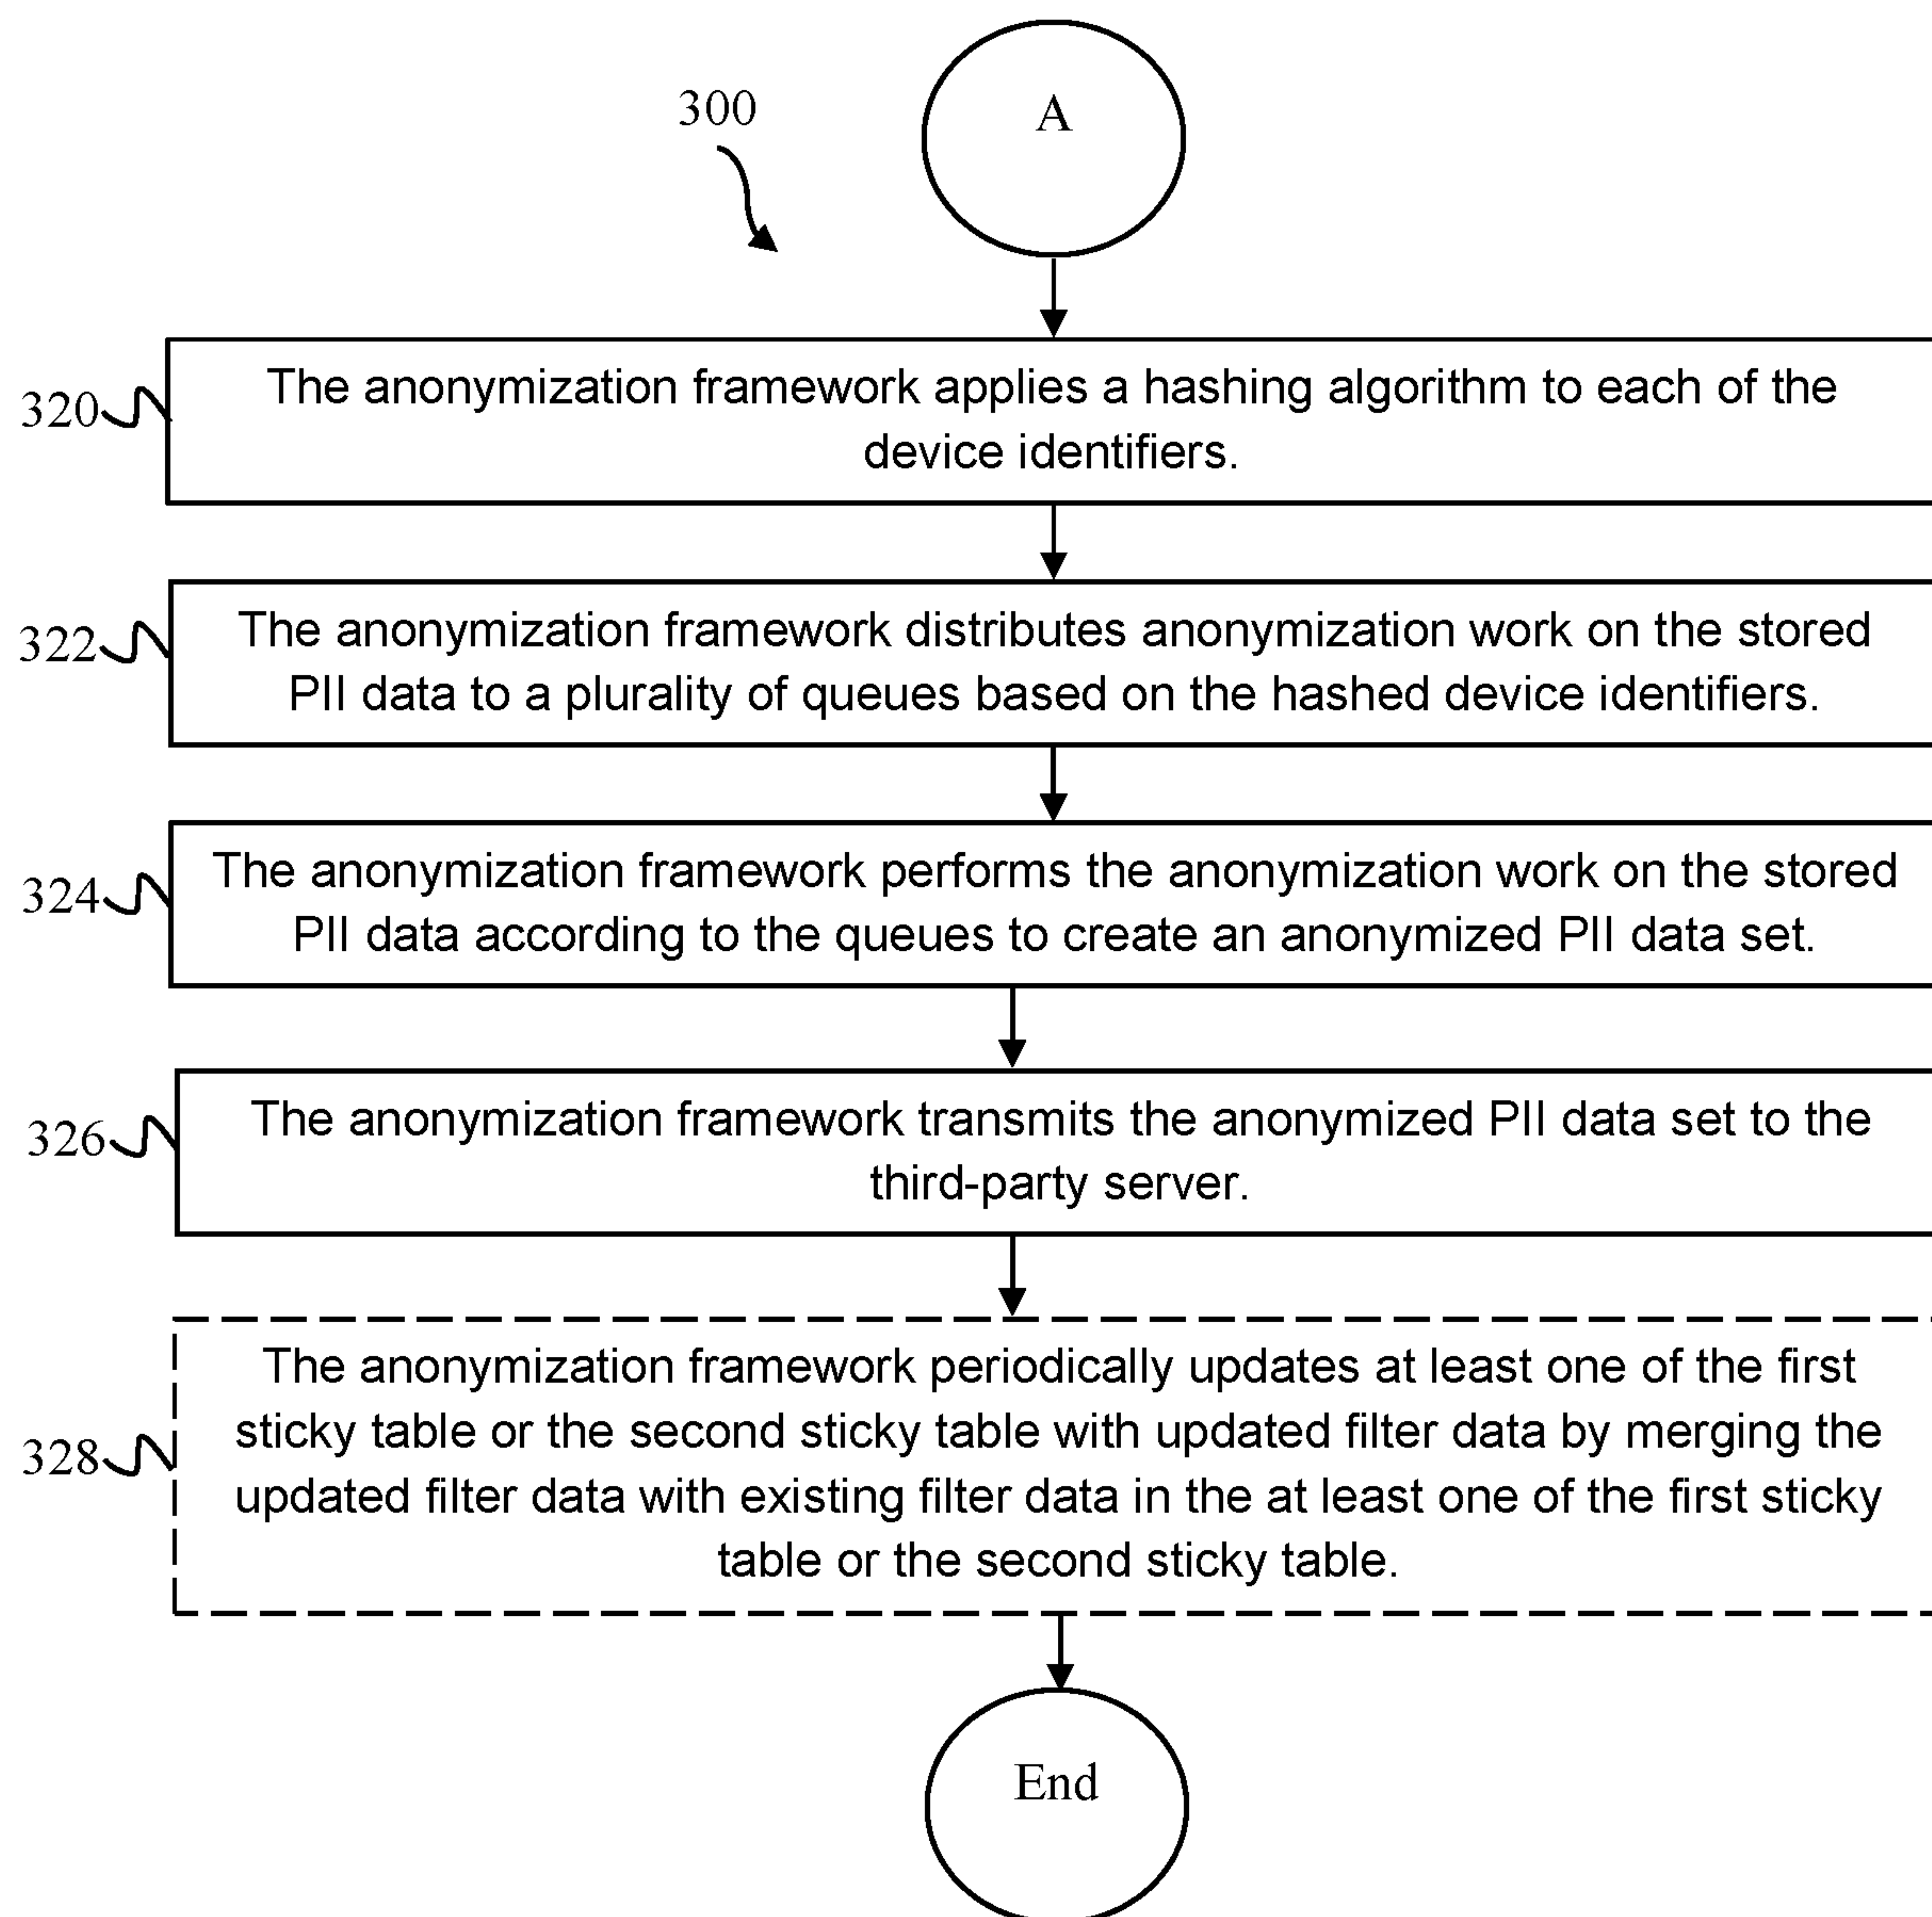 A
300
320
The anonymization framework applies a hashing algorithm to each of the
device identifiers.
322
The anonymization framework distributes anonymization work on the stored
PII data to a plurality of queues based on the hashed device identifiers.
324
The anonymization framework performs the anonymization work on the stored
PII data according to the queues to create an anonymized PII data set.
326
The anonymization framework transmits the anonymized PII data set to the
third-party server.
328
The anonymization framework periodically updates at least one of the first
sticky table or the second sticky table with updated filter data by merging the
updated filter data with existing filter data in the at least one of the first sticky
table or the second sticky table.
End